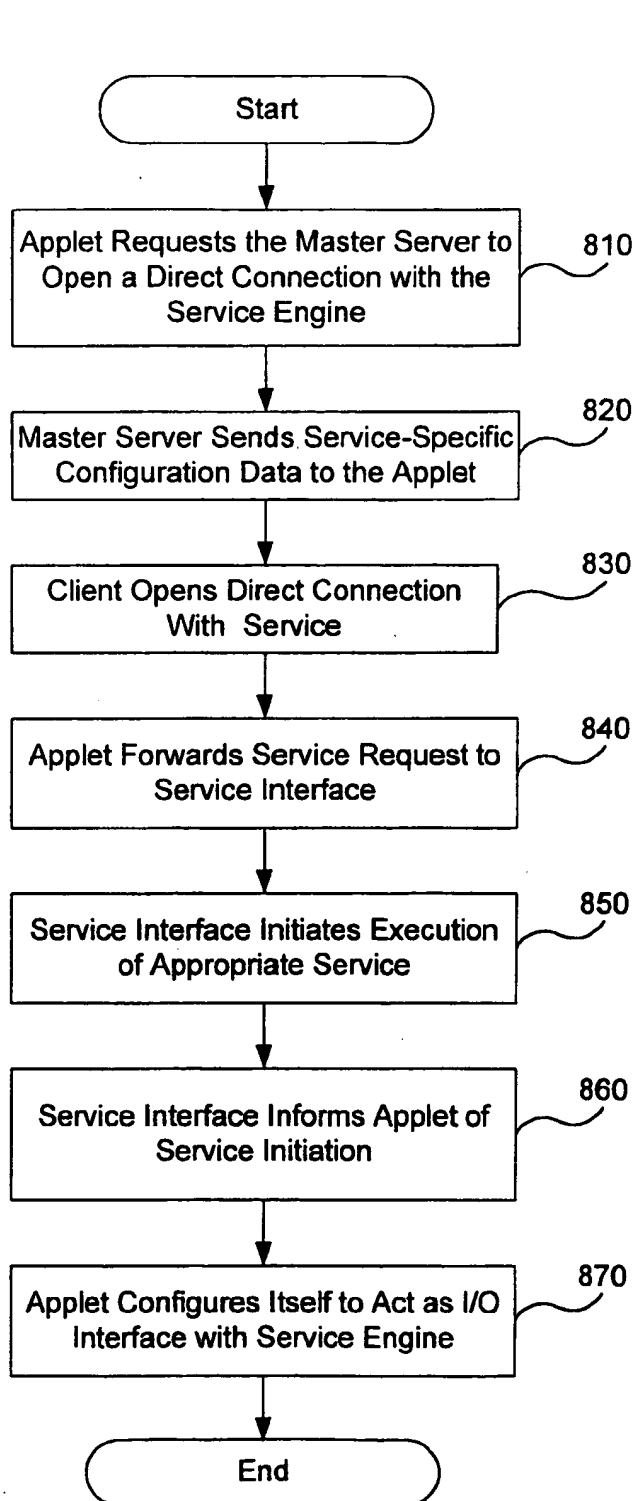 Start
Applet Requests the Master Server to
Open a Direct Connection with the
Service Engine
810
Master Server Sends Service-Specific
Configuration Data to the Applet
820
Client Opens Direct Connection
With Service
830
Applet Forwards Service Request to
Service Interface
840
Service Interface Initiates Execution
of Appropriate Service
850
Service Interface Informs Applet of
Service Initiation
860
Applet Configures Itself to Act as I/O
Interface with Service Engine
870
End